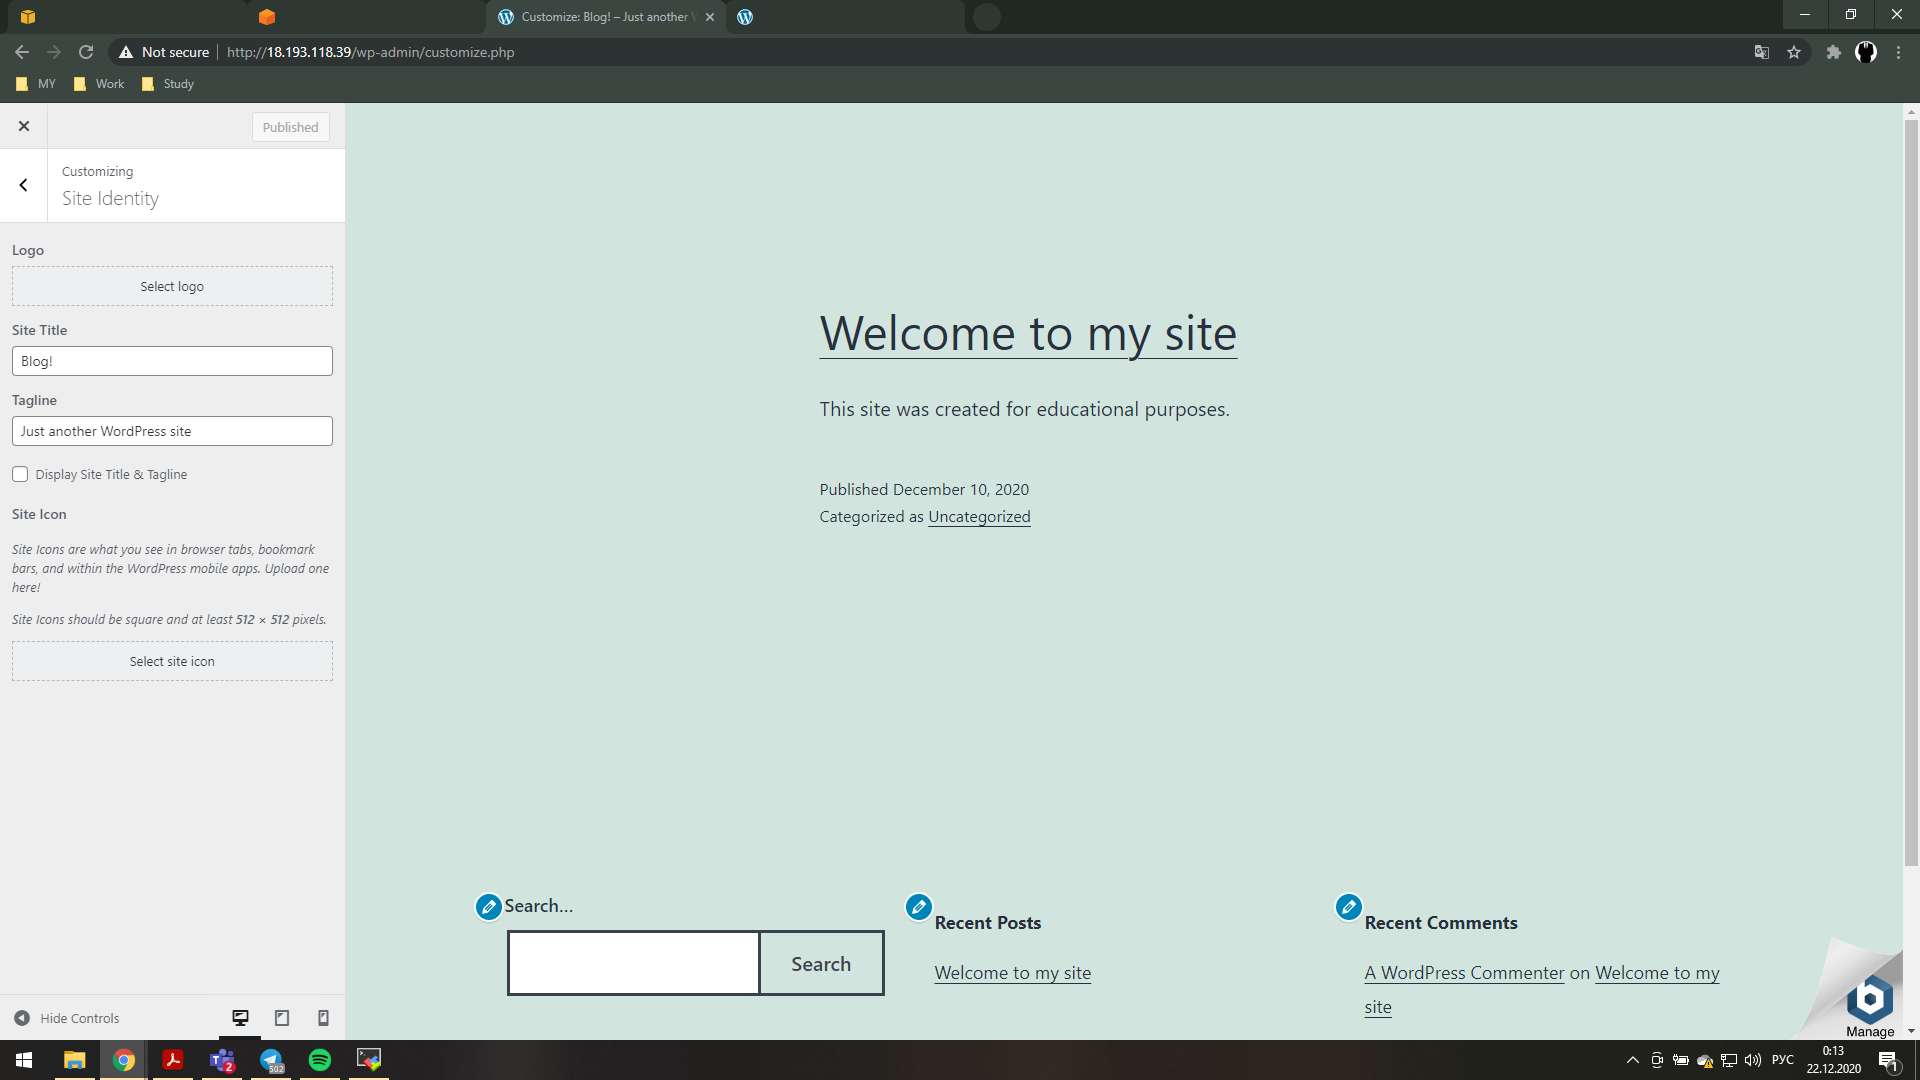 Customize: Blog! – Just another W
Not secure
http://18.193.118.39/wp-admin/customize.php
MY
Work
Study
Published
Customizing
Site Identity
Logo
Select logo
Site Title
Blog!
Tagline
Just another WordPress site
Display Site Title & Tagline
Site Icon
Site Icons are what you see in browser tabs, bookmark
bars, and within the WordPress mobile apps. Upload one
here!
Site Icons should be square and at least 512 × 512 pixels.
Select site icon
Hide Controls
Welcome to my site
This site was created for educational purposes.
Published December 10, 2020
Categorized as Uncategorized
Search...
Search
Recent Posts
Welcome to my site
Recent Comments
A WordPress Commenter on Welcome to my
site
Manage
2
502
РУС
0:13
22.12.2020
1